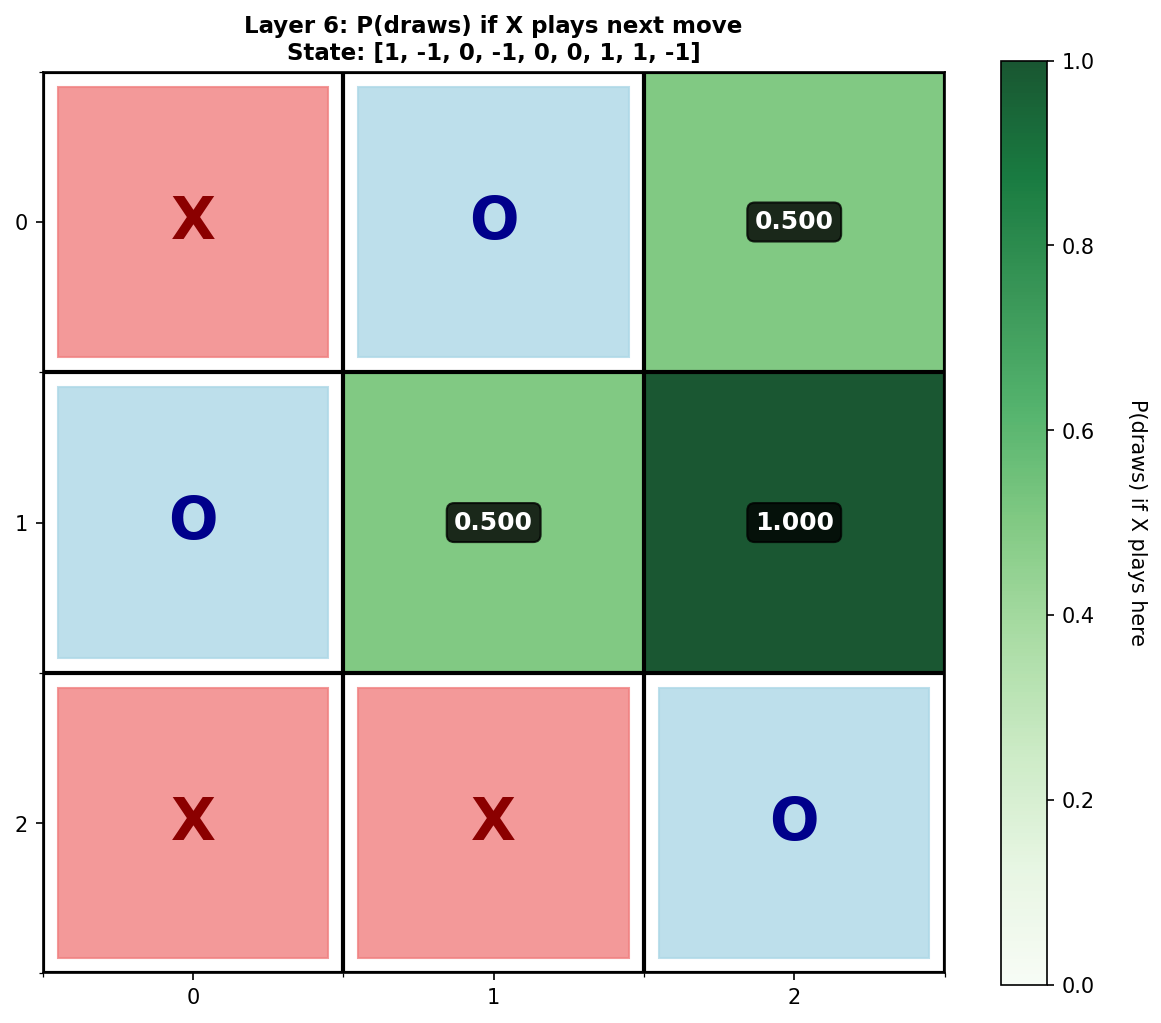 Layer 6: P(draws) if X plays next move
State: [1, -1, 0, -1, 0, 0, 1, 1, -1]
0
X
O
0.500
1
O
0.500
1.000
2
X
X
O
0
1
2
1.0
0.8
0.6
0.4
0.2
0.0
P(draws) if X plays here